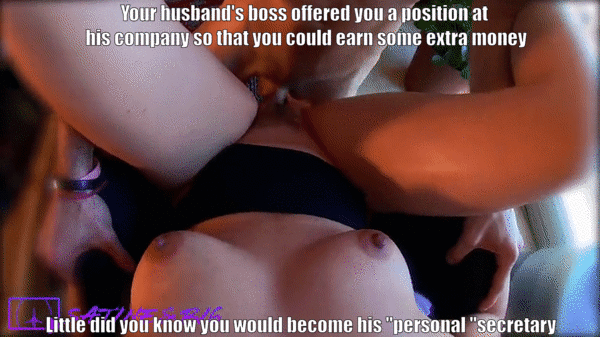 Your husband's boss offered you a position at
his company so that you could earn some extra money
Little did you know you would become his "personal "secretary